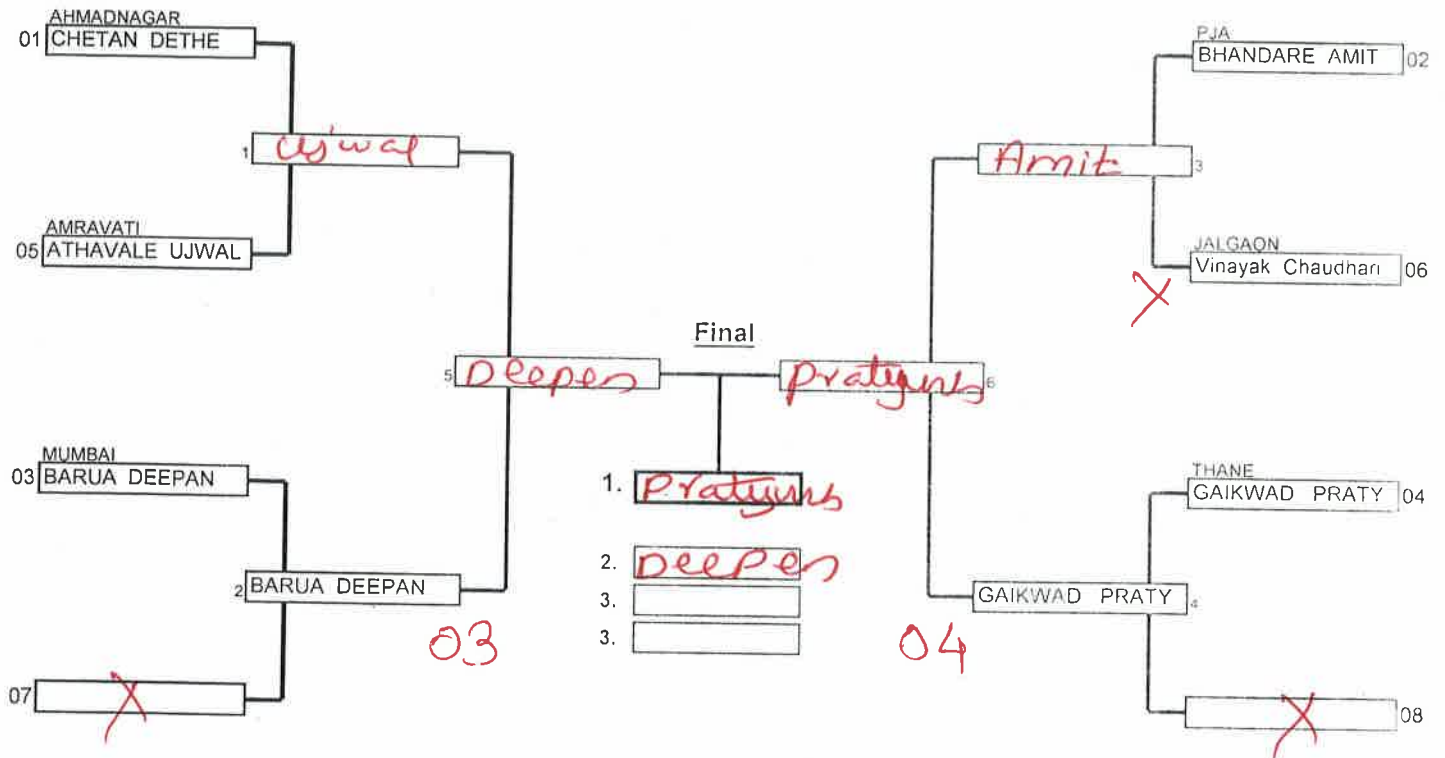 AHMADNAGAR
01 CHETAN DETHE
1 Ujwal
AMRAVATI
05 ATHAVALE UJWAL
5 Deepen
MUMBAI
03 BARUA DEEPAN
2 BARUA DEEPAN
03
07 X
Final
1. Pratyuns
2. Deepen
3.
3.
PJA
BHANDARE AMIT 02
Amit 3
JALGAON
Vinayak Chaudhari 06
X
Pratyuns 6
THANE
GAIKWAD PRATY 04
GAIKWAD PRATY 4
04
X 08